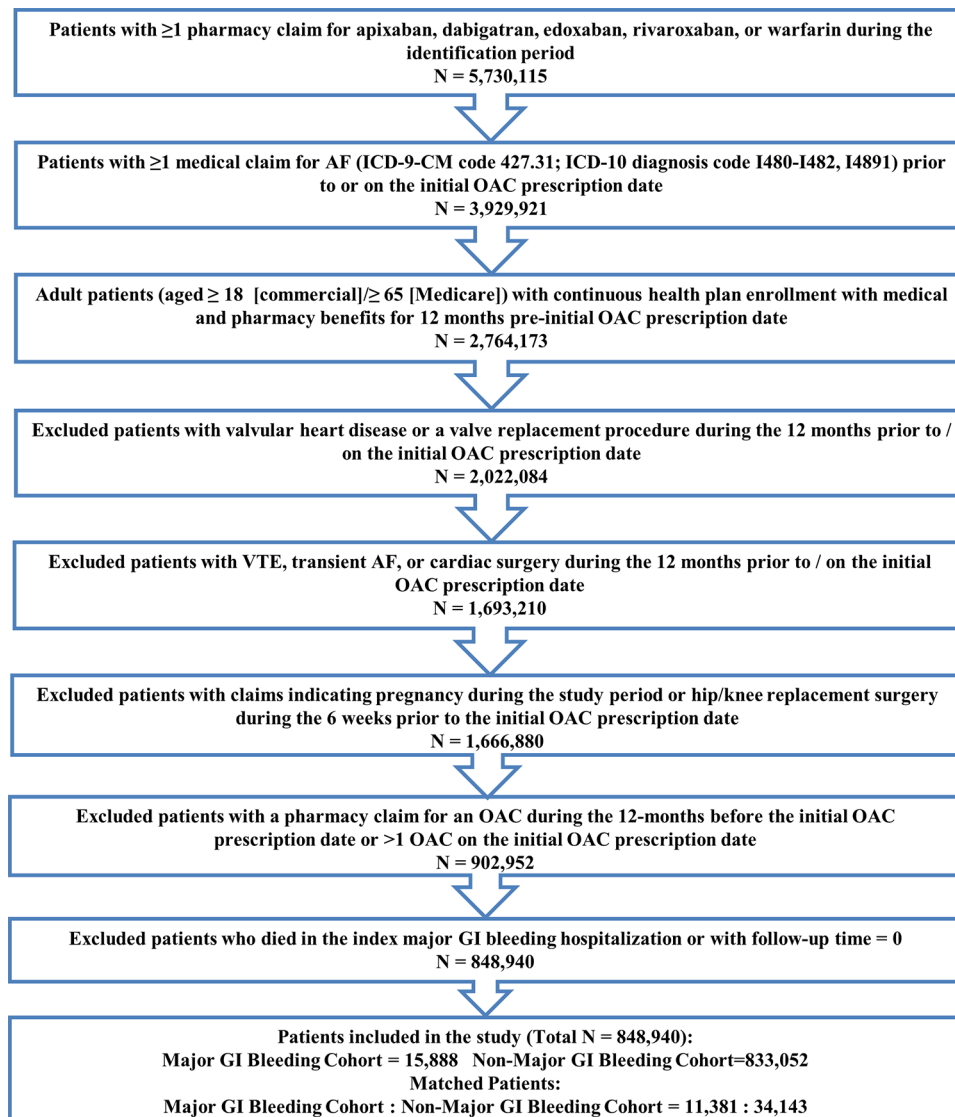 Patients with ≥1 pharmacy claim for apixaban, dabigatran, edoxaban, rivaroxaban, or warfarin during the
identification period
N = 5,730,115
Patients with ≥1 medical claim for AF (ICD-9-CM code 427.31; ICD-10 diagnosis code I480-I482, I4891) prior
to or on the initial OAC prescription date
N = 3,929,921
Adult patients (aged ≥ 18 [commercial]/≥ 65 [Medicare]) with continuous health plan enrollment with medical
and pharmacy benefits for 12 months pre-initial OAC prescription date
N = 2,764,173
Excluded patients with valvular heart disease or a valve replacement procedure during the 12 months prior to /
on the initial OAC prescription date
N = 2,022,084
Excluded patients with VTE, transient AF, or cardiac surgery during the 12 months prior to / on the initial
OAC prescription date
N = 1,693,210
Excluded patients with claims indicating pregnancy during the study period or hip/knee replacement surgery
during the 6 weeks prior to the initial OAC prescription date
N = 1,666,880
Excluded patients with a pharmacy claim for an OAC during the 12-months before the initial OAC
prescription date or >1 OAC on the initial OAC prescription date
N = 902,952
Excluded patients who died in the index major GI bleeding hospitalization or with follow-up time = 0
N = 848,940
Patients included in the study (Total N = 848,940):
Major GI Bleeding Cohort = 15,888 Non-Major GI Bleeding Cohort=833,052
Matched Patients:
Major GI Bleeding Cohort : Non-Major GI Bleeding Cohort = 11,381 : 34,143